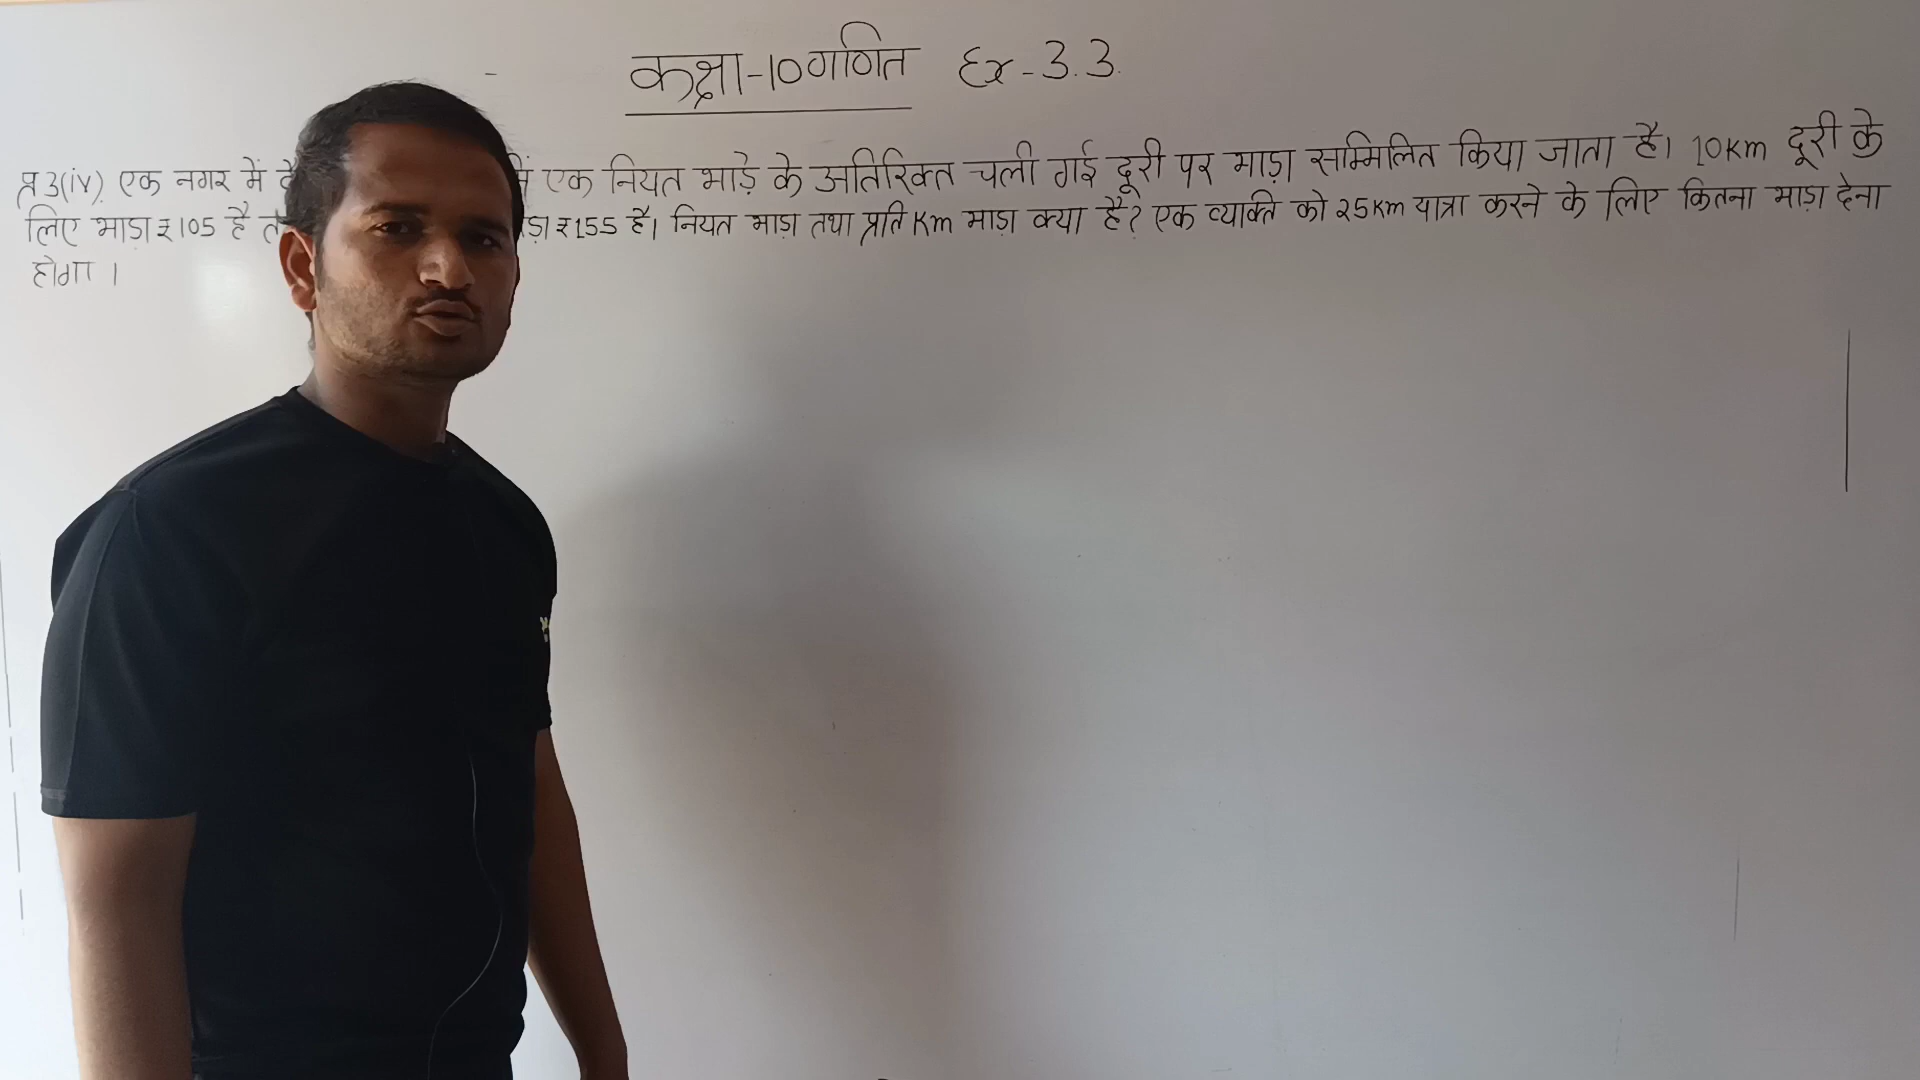 कक्षा-10 गणित Ex-3.3
प्र 3(iv). एक नगर में एक नियत भाड़े के अतिरिक्त चली गई दूरी पर भाड़ा सम्मिलित किया जाता है। 10Km दूरी के
लिए भाड़ा ₹105 है ₹155 है। नियत भाड़ा तथा प्रति Km भाड़ा क्या है? एक व्यक्ति को 25Km यात्रा करने के लिए कितना भाड़ा देना
होगा।